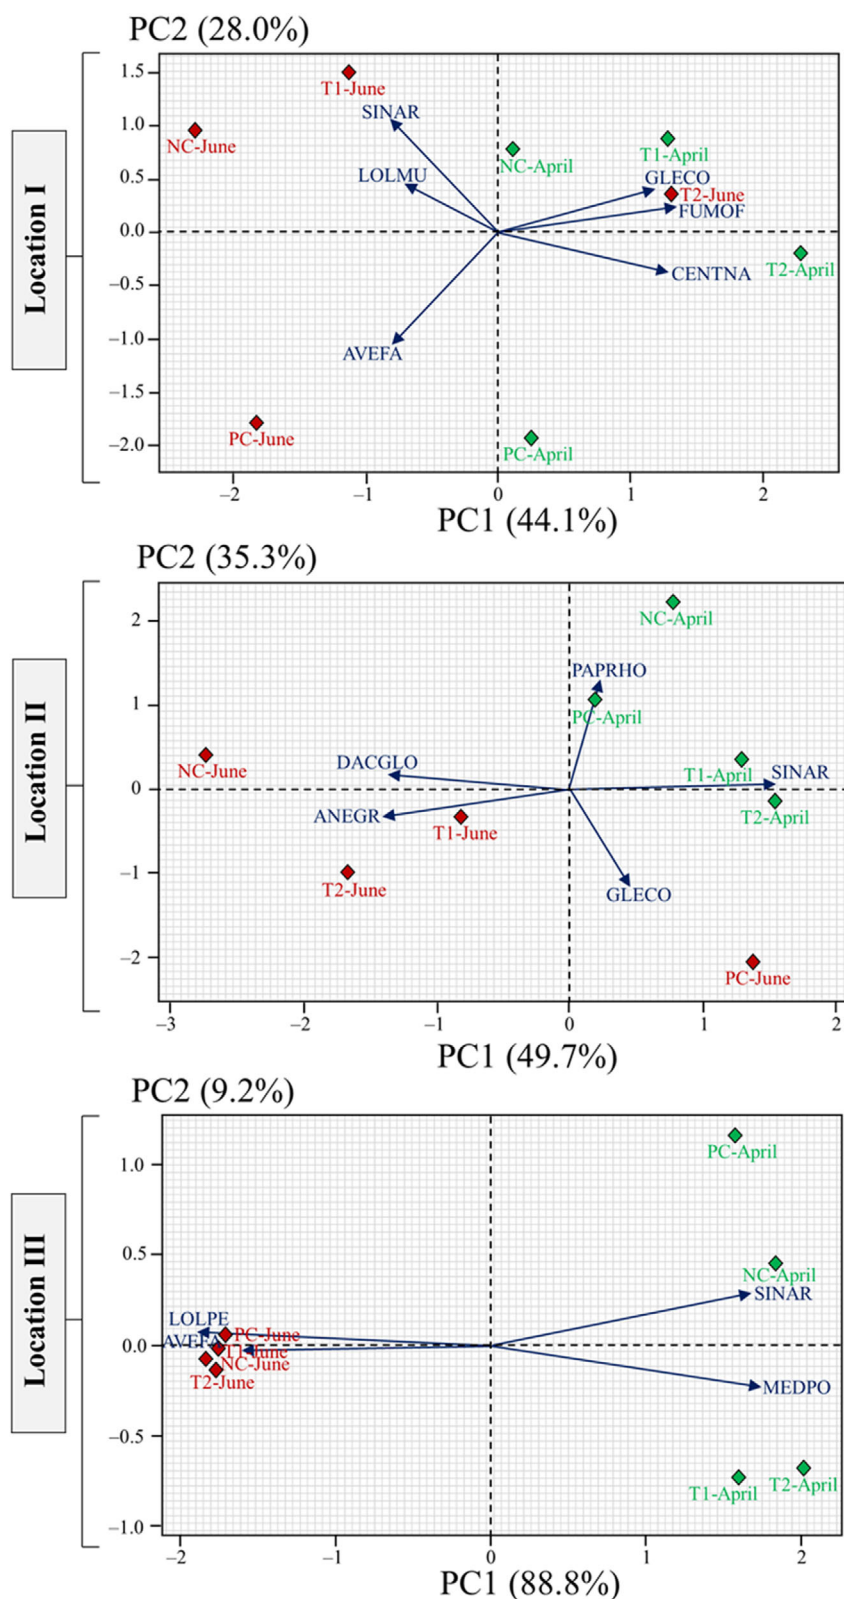 PC2 (28.0%)
Location I
1.5
1.0
0.5
0.0
−0.5
−1.0
−1.5
−2.0
T1-June
SINAR
NC-June
NC-April
T1-April
LOLMU
GLECO
T2-June
FUMOF
T2-April
CENTNA
AVEFA
PC-June
PC-April
−2
−1
0
1
2
PC1 (44.1%)
PC2 (35.3%)
Location II
2
1
0
−1
−2
NC-April
PAPRHO
PC-April
DACGLO
NC-June
T1-April
SINAR
ANEGR
T1-June
T2-April
T2-June
GLECO
PC-June
−3
−2
−1
0
1
2
PC1 (49.7%)
PC2 (9.2%)
Location III
1.0
0.5
0.0
−0.5
−1.0
PC-April
NC-April
SINAR
LOLPE
PC-June
AVEFA
T1-June
NC-June
T2-June
MEDPO
T1-April
T2-April
−2
−1
0
1
2
PC1 (88.8%)